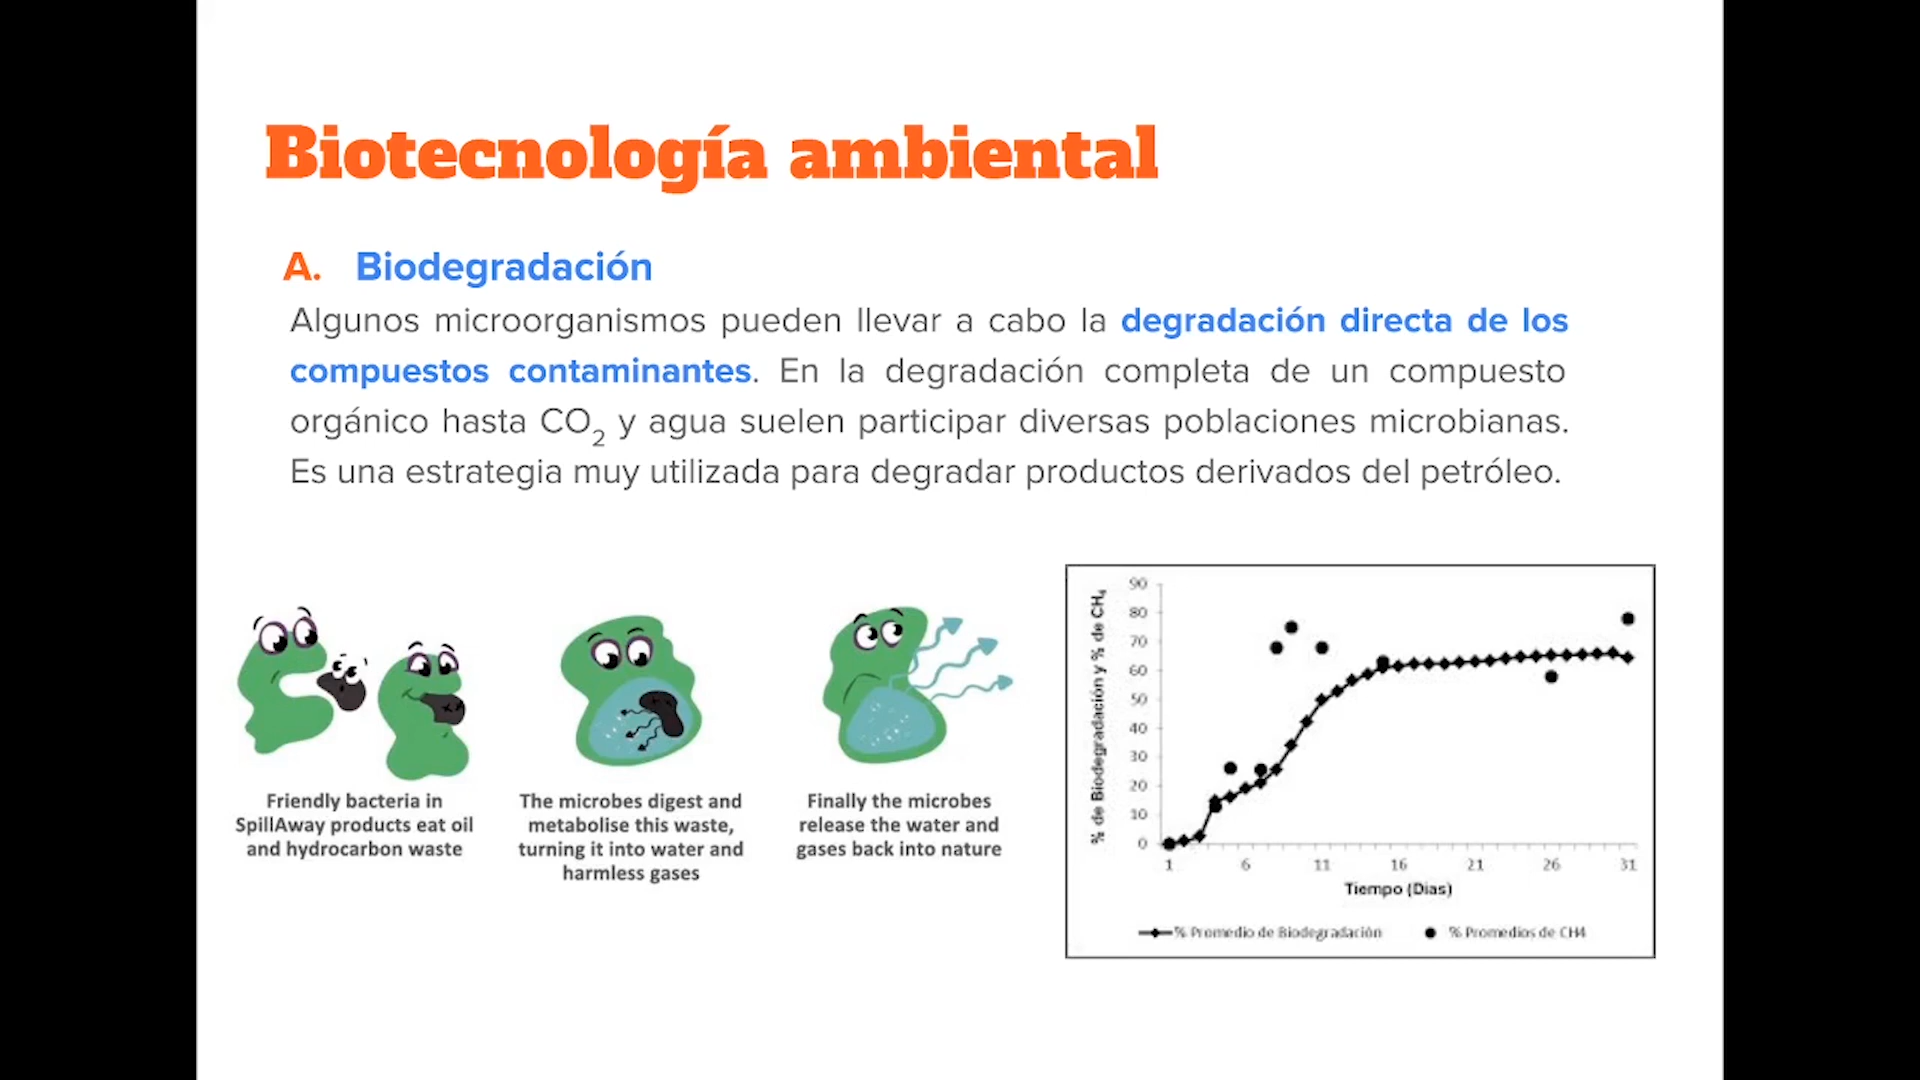 Biotecnología ambiental
A. Biodegradación
Algunos microorganismos pueden llevar a cabo la degradación directa de los
compuestos contaminantes. En la degradación completa de un compuesto
orgánico hasta CO₂ y agua suelen participar diversas poblaciones microbianas.
Es una estrategia muy utilizada para degradar productos derivados del petróleo.
Friendly bacteria in
SpillAway products eat oil
and hydrocarbon waste
The microbes digest and
metabolise this waste,
turning it into water and
harmless gases
Finally the microbes
release the water and
gases back into nature
% de Biodegradación y % de CH₄
90
80
70
60
50
40
30
20
10
0
1 6 11 16 21 26 31
Tiempo (Dias)
% Promedio de Biodegradación % Promedios de CH4